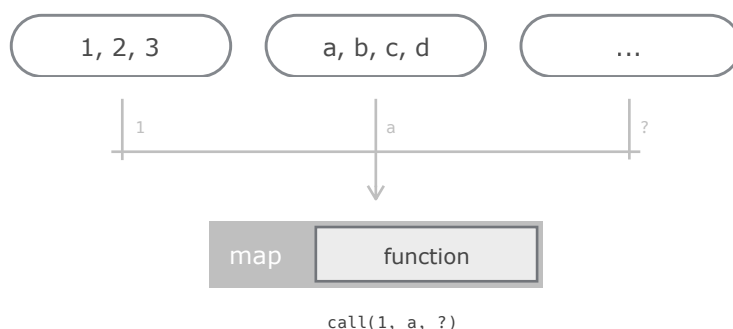 1, 2, 3
a, b, c, d
...
1
a
?
map
function
call(1, a, ?)